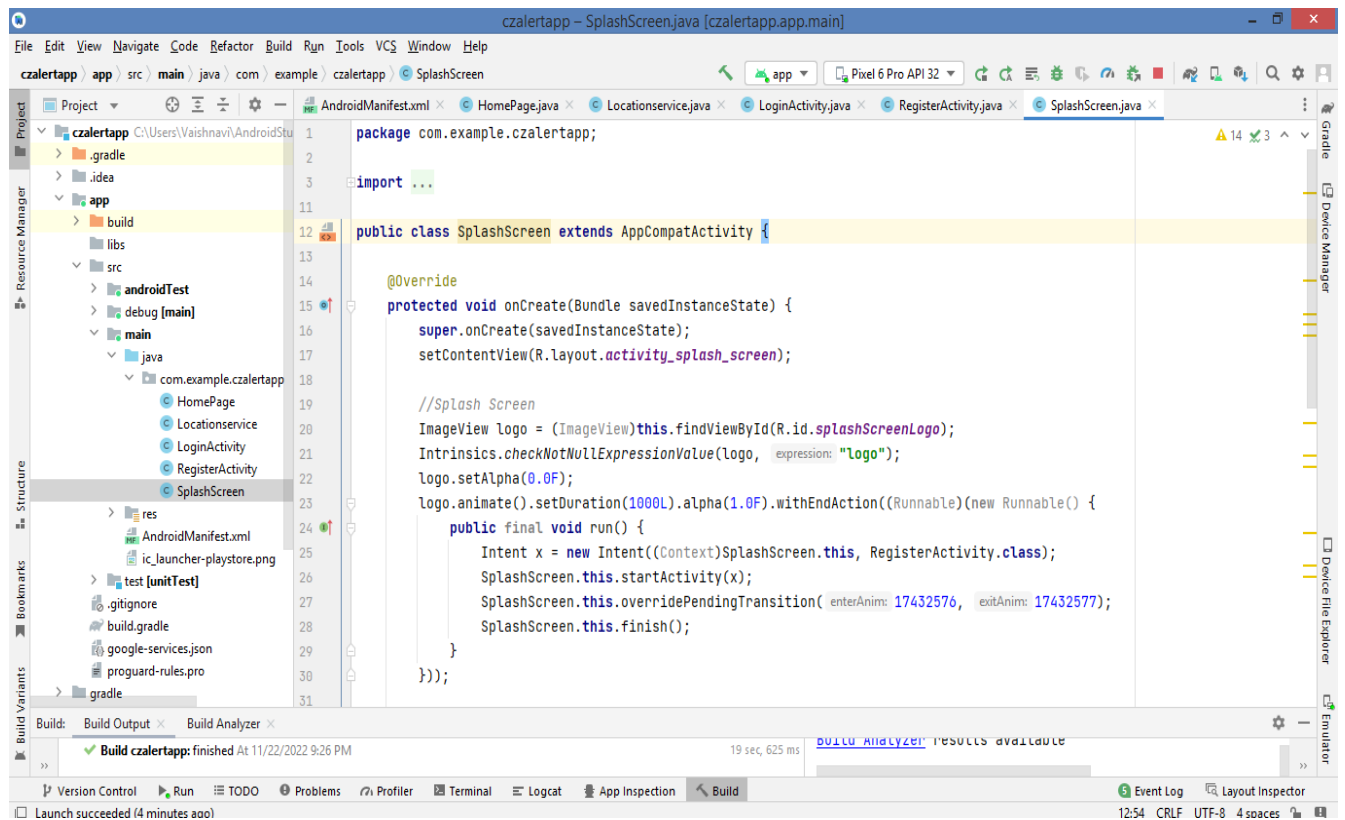 czalertapp – SplashScreen.java [czalertapp.app.main]
File Edit View Navigate Code Refactor Build Run Tools VCS Window Help
czalertapp 〉 app 〉 src 〉 main 〉 java 〉 com 〉 example 〉 czalertapp 〉 C SplashScreen
app
Pixel 6 Pro API 32
Project
AndroidManifest.xml
HomePage.java
Locationservice.java
LoginActivity.java
RegisterActivity.java
SplashScreen.java
Project
Resource Manager
Structure
Bookmarks
Build Variants
czalertapp C:\Users\Vaishnavi\AndroidStu
.gradle
.idea
app
build
libs
src
androidTest
debug [main]
main
java
com.example.czalertapp
HomePage
Locationservice
LoginActivity
RegisterActivity
SplashScreen
res
AndroidManifest.xml
ic_launcher-playstore.png
test [unitTest]
.gitignore
build.gradle
google-services.json
proguard-rules.pro
gradle
14 3
1 package com.example.czalertapp;
2
3 import ...
11
12 public class SplashScreen extends AppCompatActivity {
13
14 @Override
15 protected void onCreate(Bundle savedInstanceState) {
16 super.onCreate(savedInstanceState);
17 setContentView(R.layout.activity_splash_screen);
18
19 //Splash Screen
20 ImageView logo = (ImageView)this.findViewById(R.id.splashScreenLogo);
21 Intrinsics.checkNotNullExpressionValue(logo, expression: "logo");
22 logo.setAlpha(0.0F);
23 logo.animate().setDuration(1000L).alpha(1.0F).withEndAction((Runnable)(new Runnable() {
24 public final void run() {
25 Intent x = new Intent((Context)SplashScreen.this, RegisterActivity.class);
26 SplashScreen.this.startActivity(x);
27 SplashScreen.this.overridePendingTransition( enterAnim: 17432576, exitAnim: 17432577);
28 SplashScreen.this.finish();
29 }
30 }));
31
Gradle
Device Manager
Device File Explorer
Emulator
Build: Build Output Build Analyzer
Build czalertapp: finished At 11/22/2022 9:26 PM 19 sec, 625 ms
Build Analyzer results available
Version Control Run TODO Problems Profiler Terminal Logcat App Inspection Build 5 Event Log Layout Inspector
Launch succeeded (4 minutes ago) 12:54 CRLF UTF-8 4 spaces